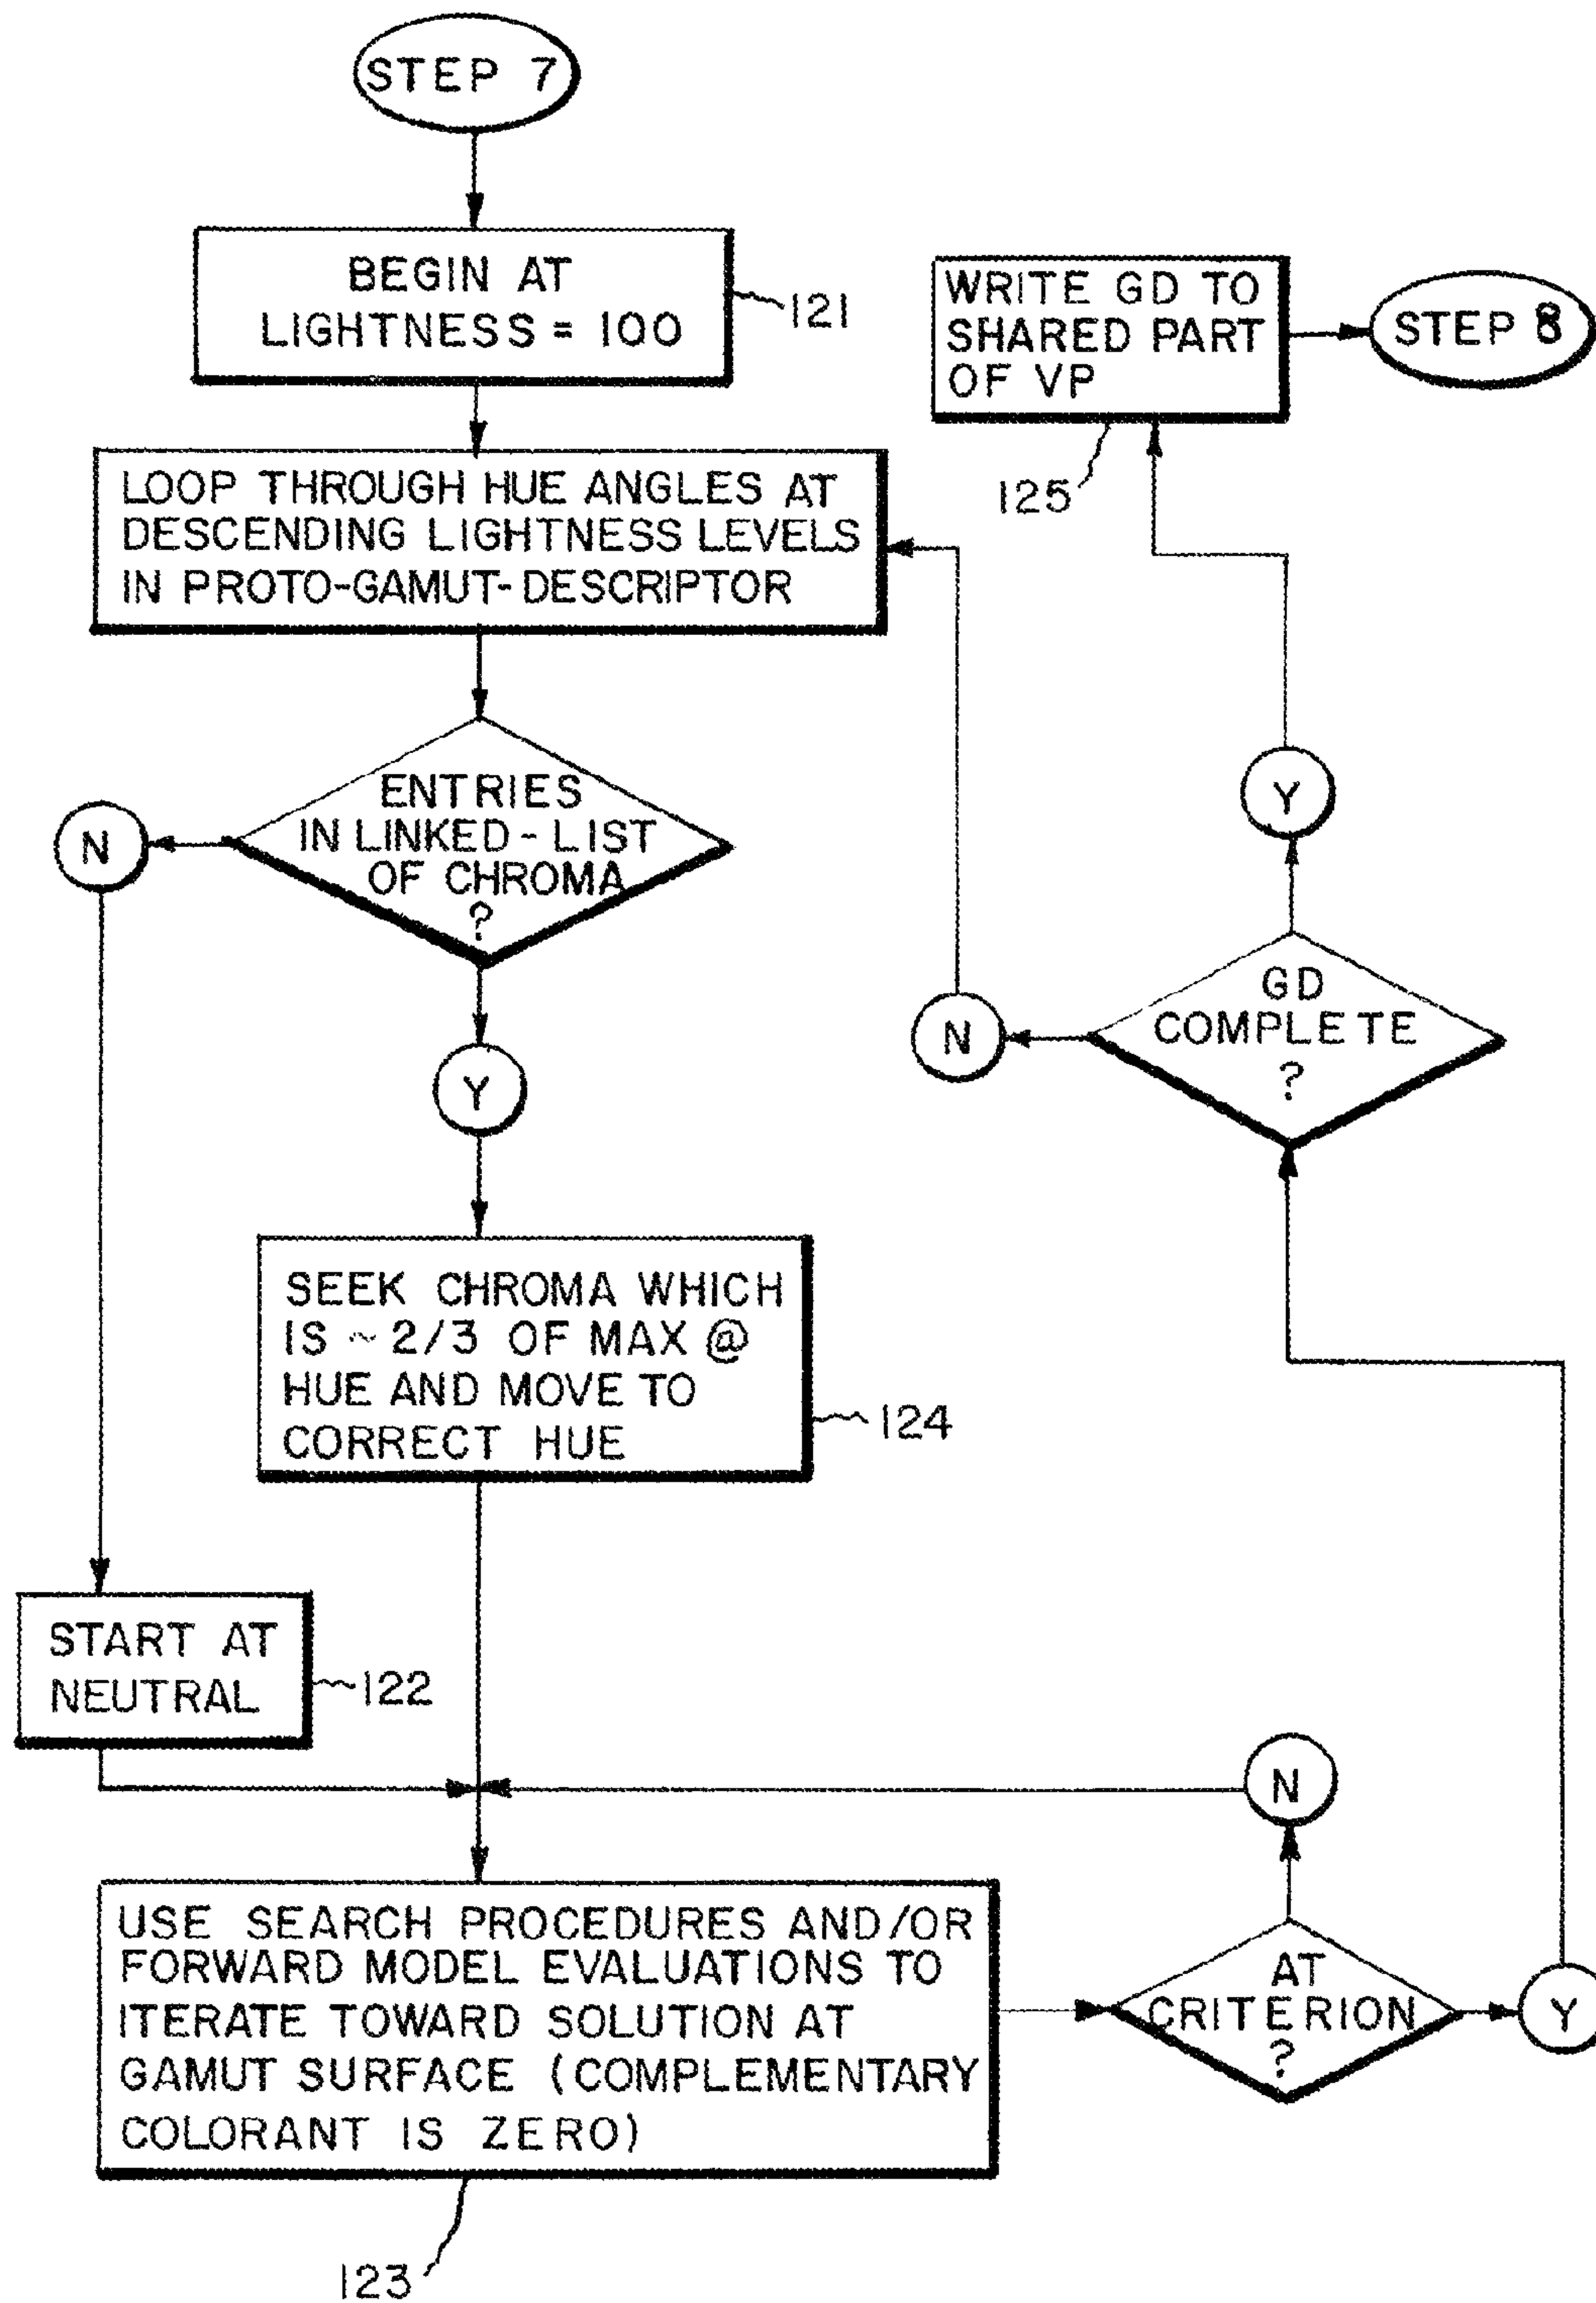 STEP 7
BEGIN AT
LIGHTNESS = 100
121
LOOP THROUGH HUE ANGLES AT
DESCENDING LIGHTNESS LEVELS
IN PROTO-GAMUT-DESCRIPTOR
ENTRIES
IN LINKED-LIST
OF CHROMA
?
N
Y
SEEK CHROMA WHICH
IS ~ 2/3 OF MAX @
HUE AND MOVE TO
CORRECT HUE
124
START AT
NEUTRAL
122
USE SEARCH PROCEDURES AND/OR
FORWARD MODEL EVALUATIONS TO
ITERATE TOWARD SOLUTION AT
GAMUT SURFACE (COMPLEMENTARY
COLORANT IS ZERO)
123
AT
CRITERION
?
N
Y
GD
COMPLETE
?
N
Y
WRITE GD TO
SHARED PART
OF VP
125
STEP 8